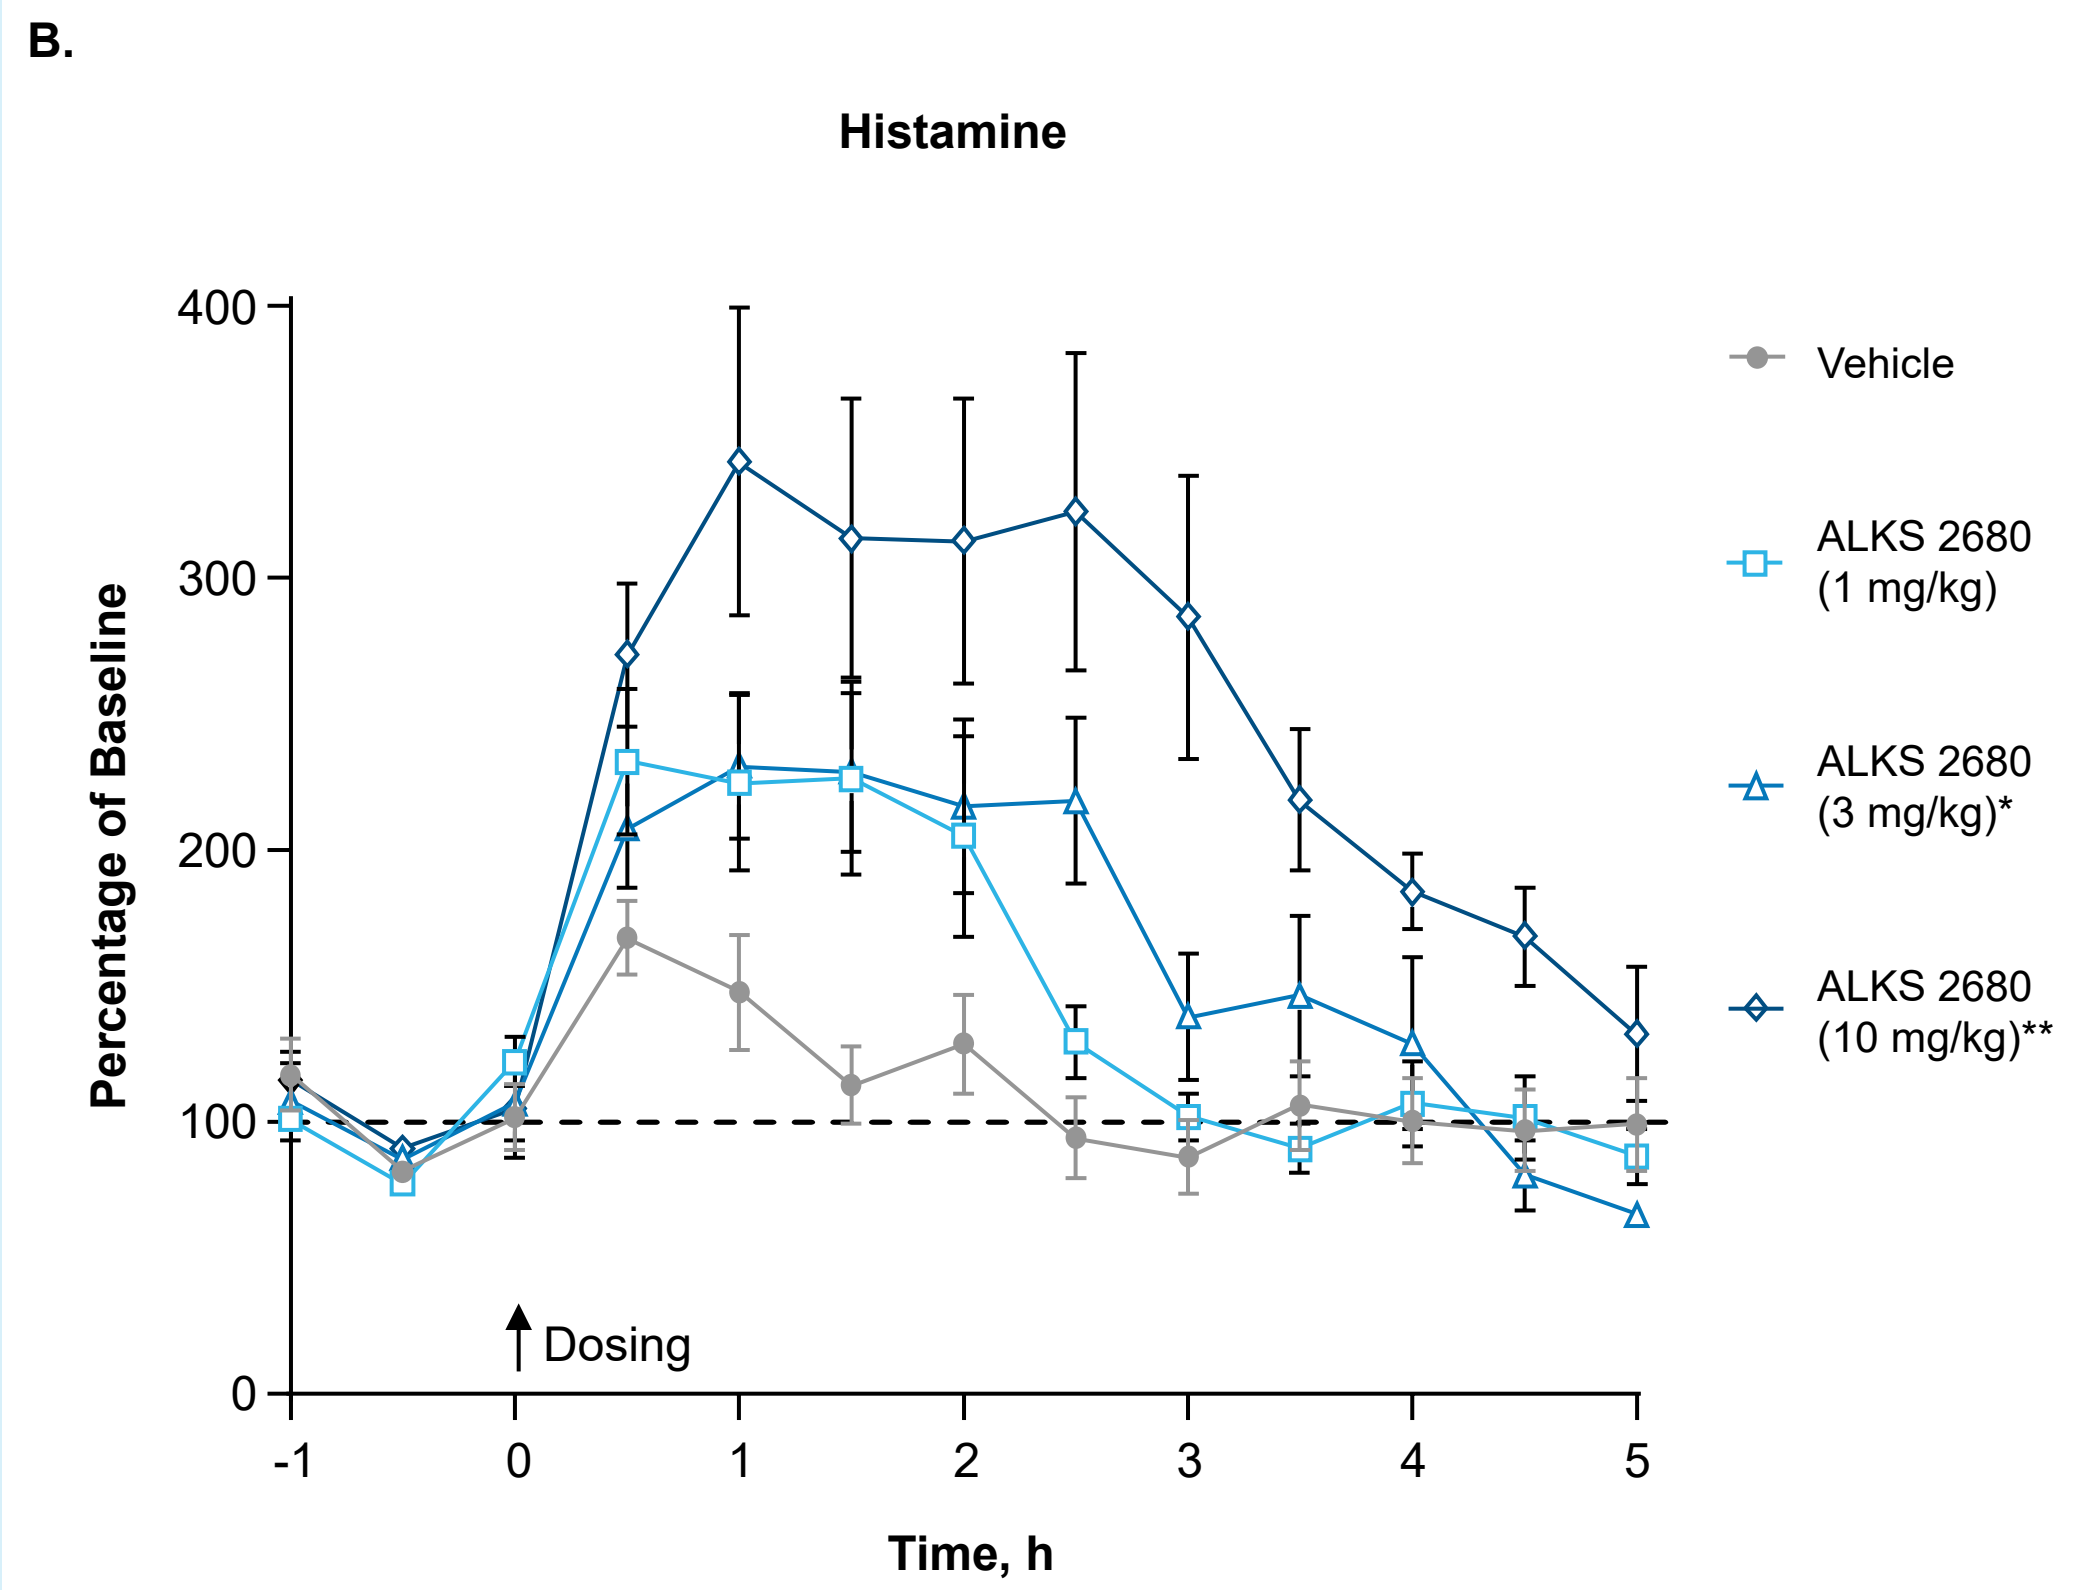 B.
Histamine
Percentage of Baseline
400
300
200
100
0
-1
0
1
2
3
4
5
Time, h
Dosing
Vehicle
ALKS 2680
(1 mg/kg)
ALKS 2680
(3 mg/kg)*
ALKS 2680
(10 mg/kg)**